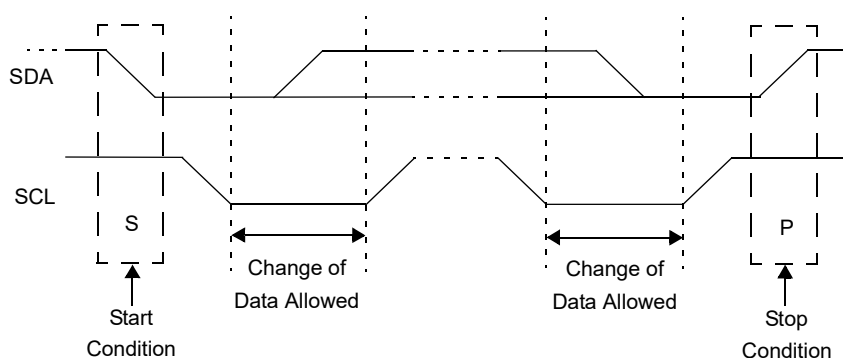 SDA
SCL
S
P
Change of
Data Allowed
Change of
Data Allowed
Start
Condition
Stop
Condition